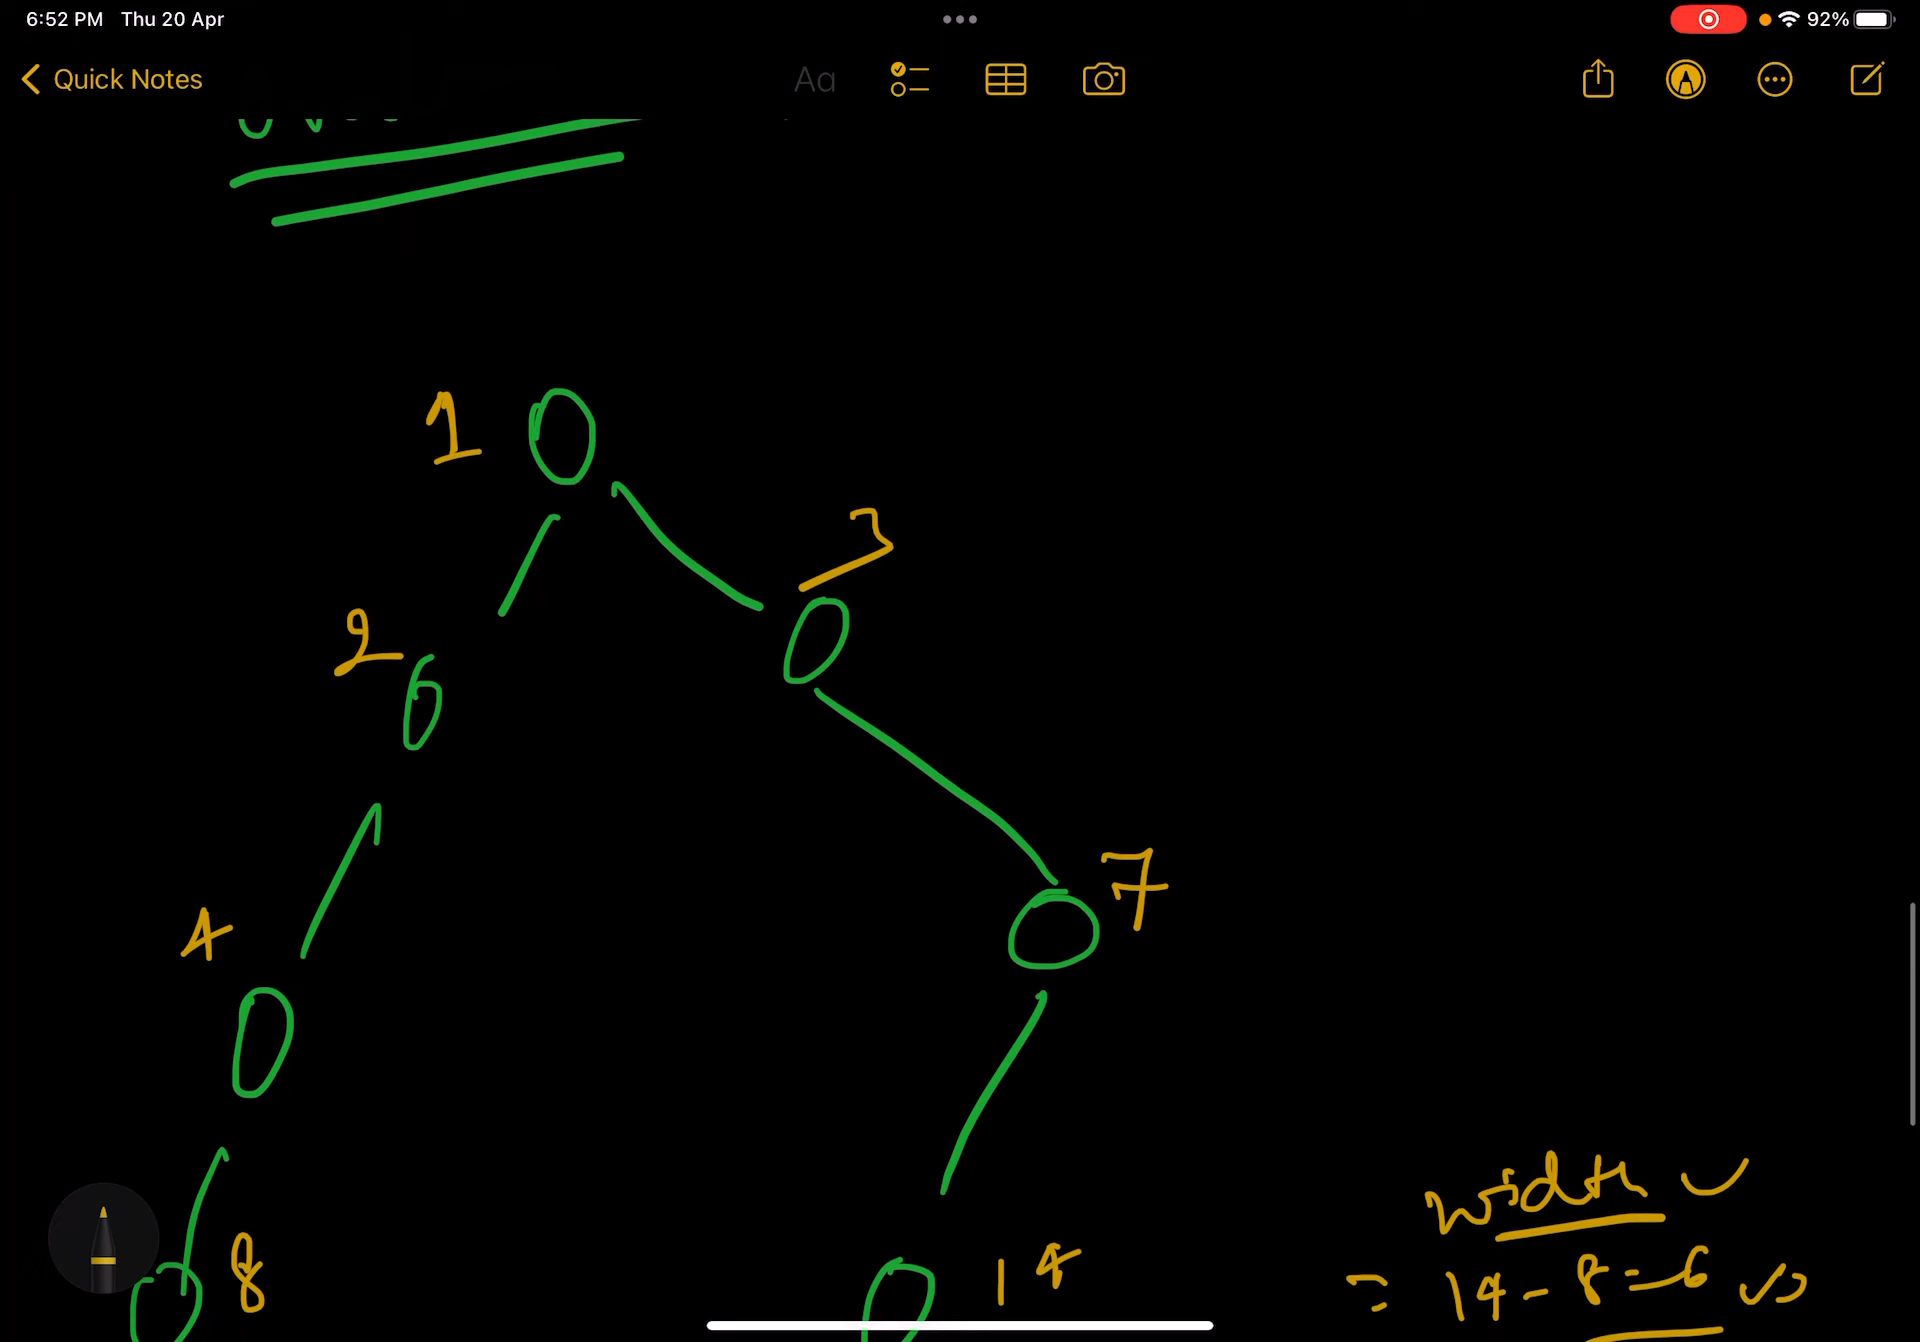 6:52 PM Thu 20 Apr
92%
Quick Notes
Aa
1
3
2
7
4
width
8
14
= 14 - 8 = 6